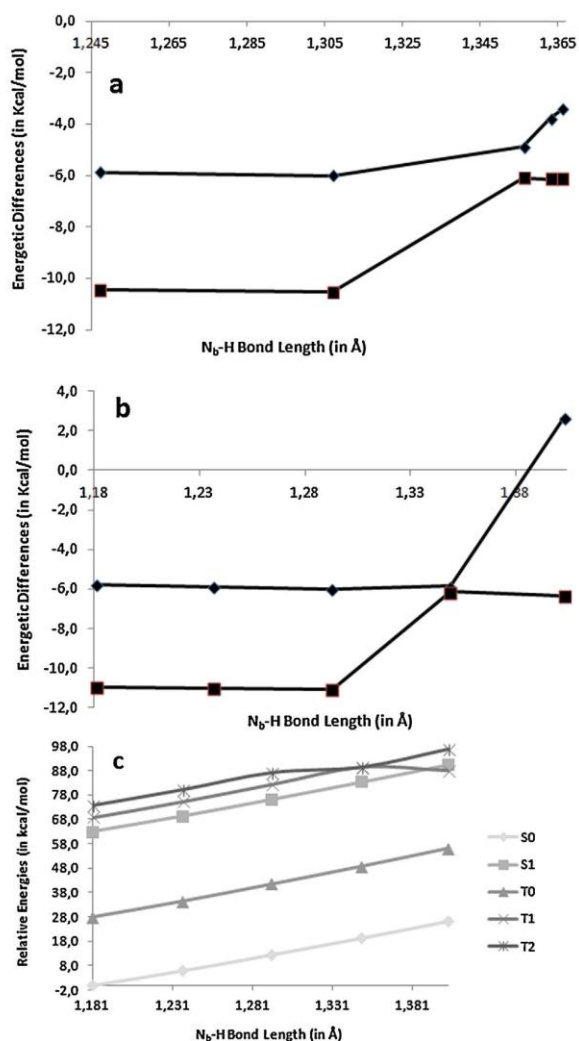 0,0
1,245 1,265 1,285 1,305 1,325 1,345 1,365
a
-2,0
-4,0
-6,0
-8,0
-10,0
-12,0
Energetic Differences (in Kcal/mol)
Nb-H Bond Length (in Å)
4,0
b
2,0
0,0
1,18 1,23 1,28 1,33 1,38
-2,0
-4,0
-6,0
-8,0
-10,0
-12,0
Energetic Differences (in Kcal/mol)
Nb-H Bond Length (in Å)
98,0
c
88,0
78,0
68,0
58,0
48,0
38,0
28,0
18,0
8,0
-2,0
Relative Energies (in kcal/mol)
1,181 1,231 1,281 1,331 1,381
Nb-H Bond Length (in Å)
S0
S1
T0
T1
T2